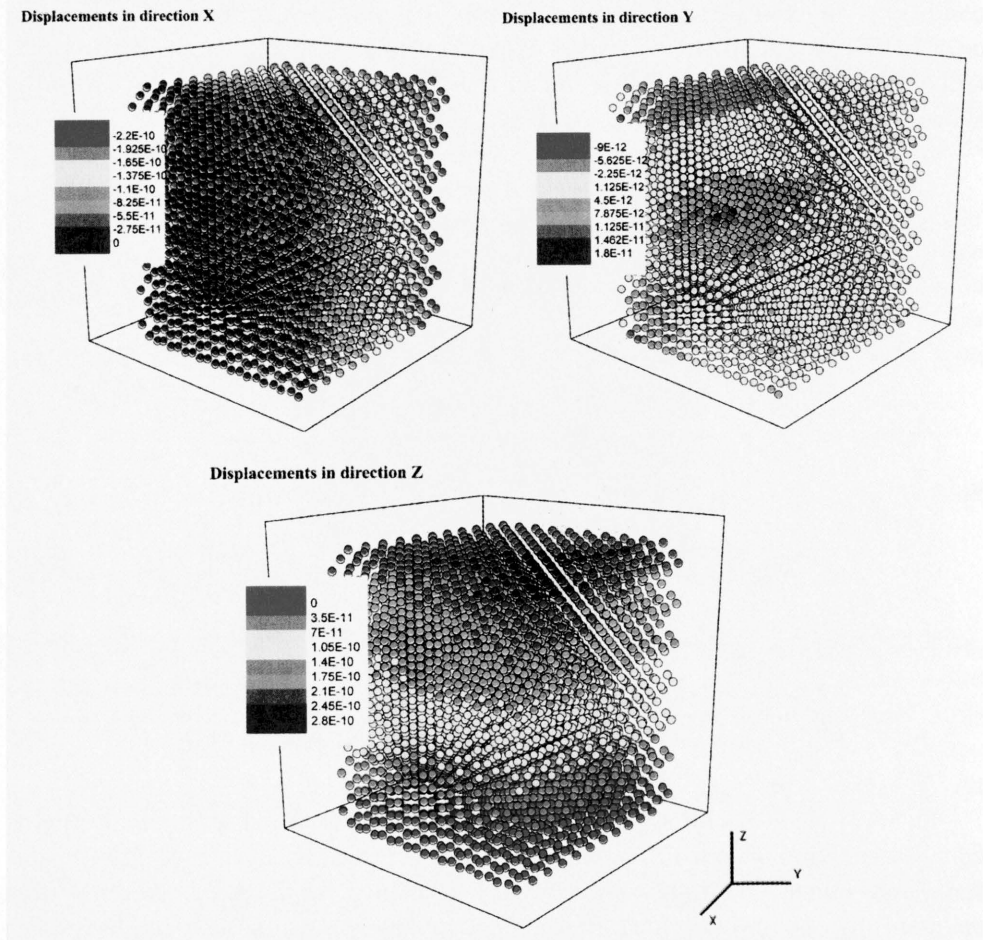 Displacements in direction X
Displacements in direction Y
-2.2E-10
-1.925E-10
-1.65E-10
-1.375E-10
-1.1E-10
-8.25E-11
-5.5E-11
-2.75E-11
0
-9E-12
-5.625E-12
-2.25E-12
1.125E-12
4.5E-12
7.875E-12
1.125E-11
1.462E-11
1.8E-11
Displacements in direction Z
0
3.5E-11
7E-11
1.05E-10
1.4E-10
1.75E-10
2.1E-10
2.45E-10
2.8E-10
Z
Y
X